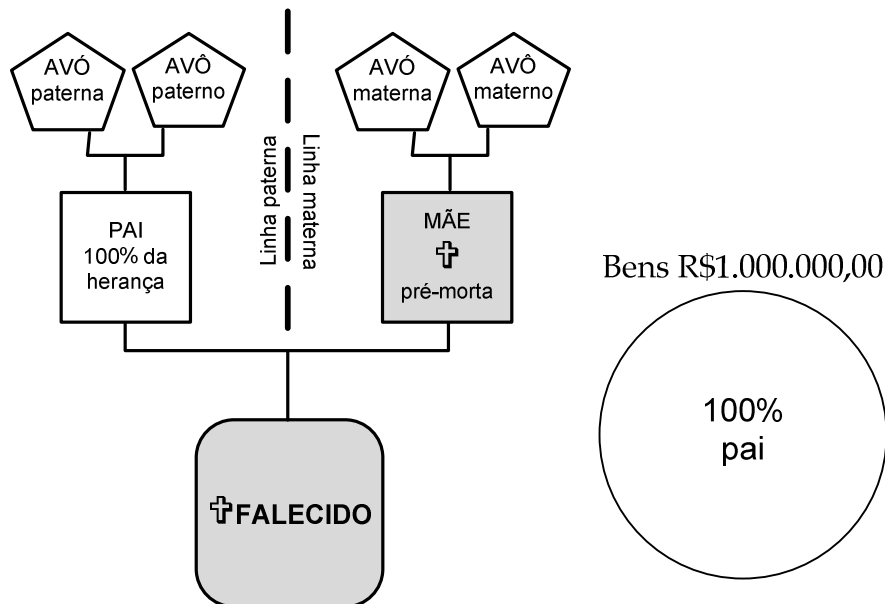 AVÓ
paterna
AVÔ
paterno
AVÓ
materna
AVÔ
materno
Linha paterna
Linha materna
PAI
100% da
herança
MÃE
✝
pré-morta
Bens R$1.000.000,00
100%
pai
✝FALECIDO